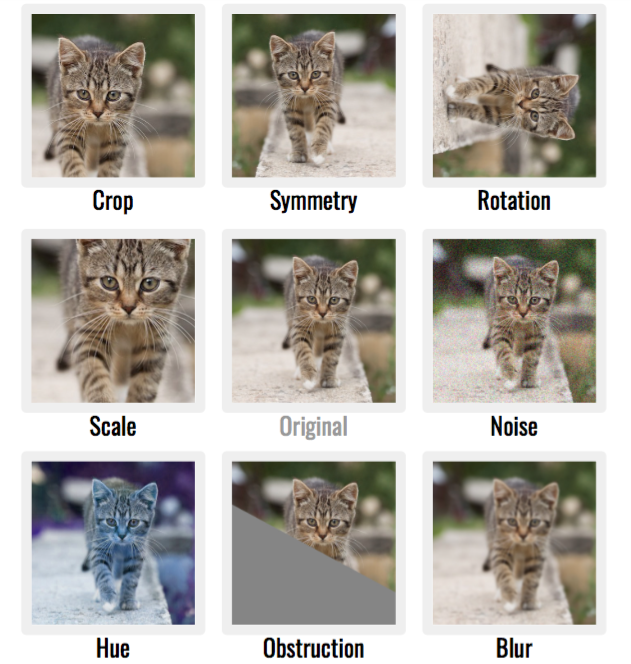 Crop
Symmetry
Rotation
Scale
Original
Noise
Hue
Obstruction
Blur